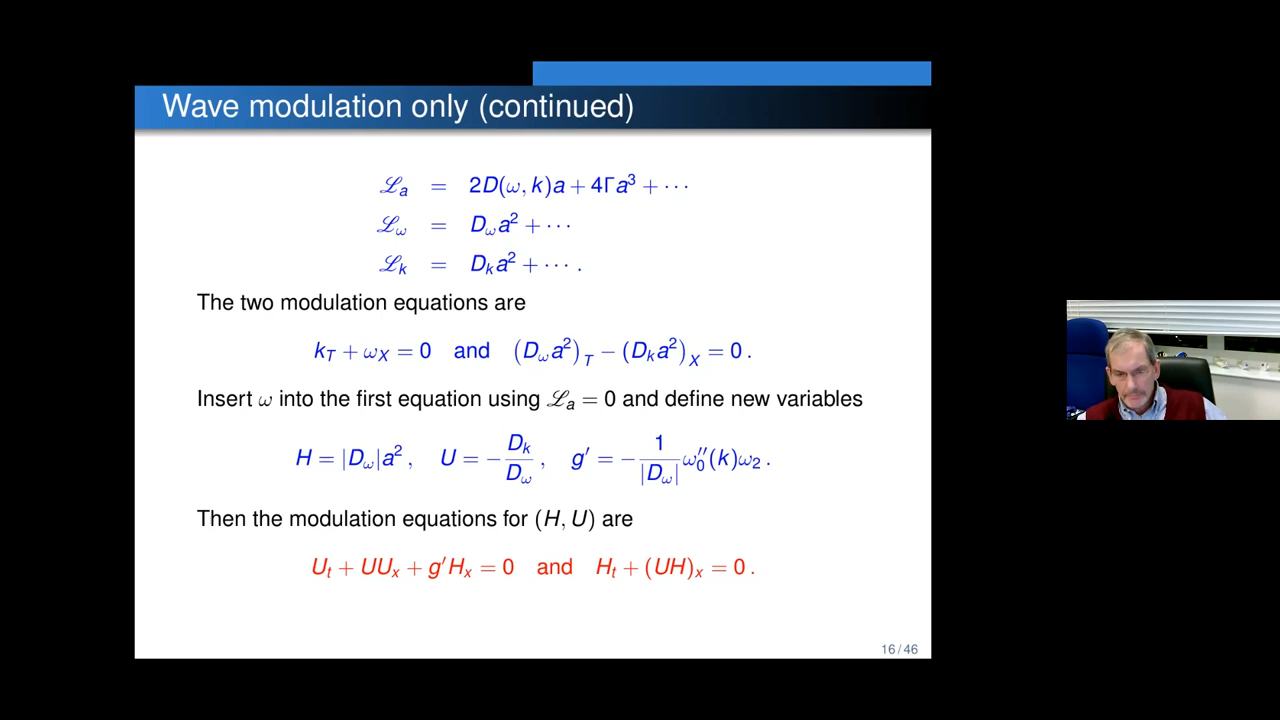 Wave modulation only (continued)
ℒₐ = 2D(ω, k)a + 4Γa³ + ···
ℒ_ω = D_ω a² + ···
ℒ_k = D_k a² + ··· .
The two modulation equations are
k_T + ω_X = 0 and (D_ω a²)_T − (D_k a²)_X = 0 .
Insert ω into the first equation using ℒₐ = 0 and define new variables
H = |D_ω|a² , U = − D_k / D_ω , g′ = − 1 / |D_ω| ω₀″(k)ω₂ .
Then the modulation equations for (H, U) are
U_t + UU_x + g′H_x = 0 and H_t + (UH)_x = 0 .
16 / 46